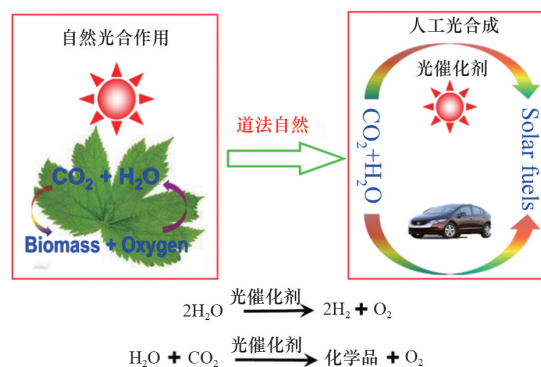 自然光合作用
CO₂ + H₂O
Biomass + Oxygen
道法自然
人工光合成
光催化剂
CO₂+H₂O
Solar fuels
2H₂O 光催化剂 2H₂ + O₂
H₂O + CO₂ 光催化剂 化学品 + O₂